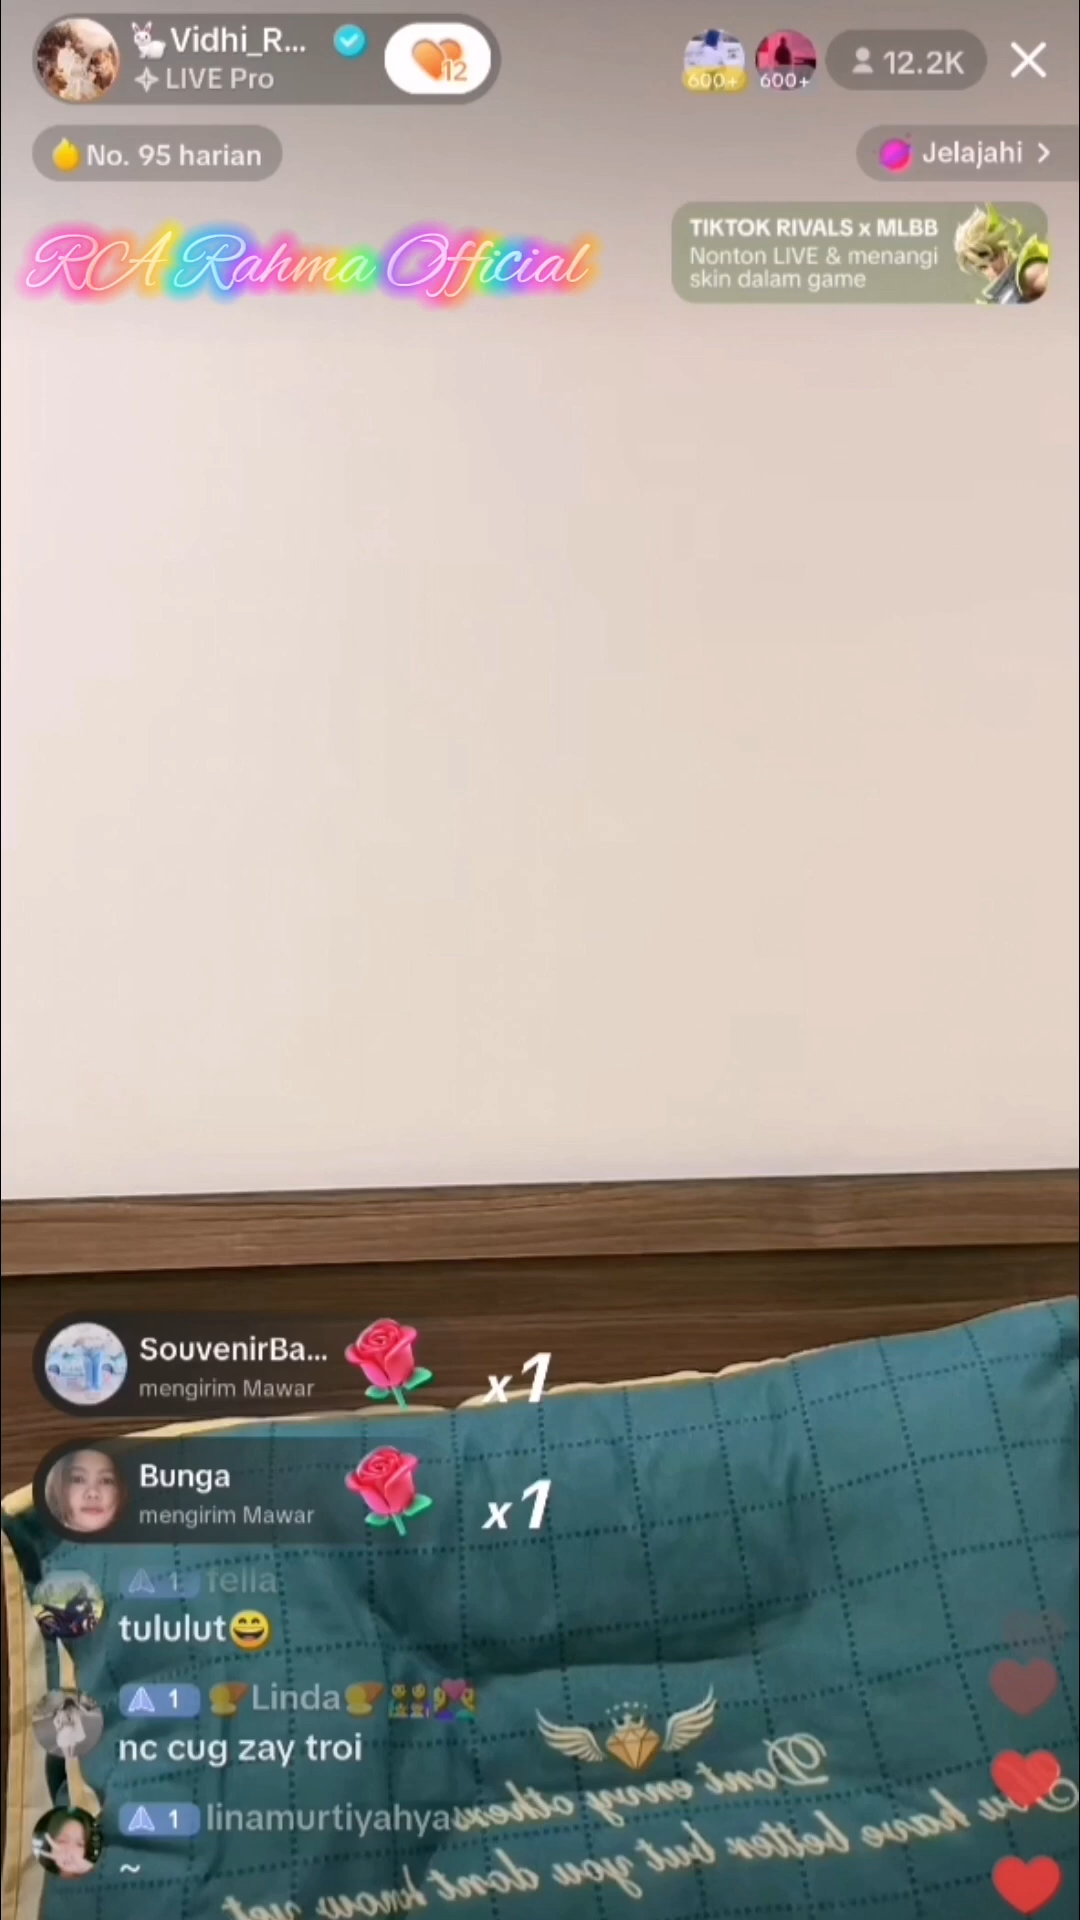 Vidhi_R...
12
LIVE Pro
600+
600+
12.2K
No. 95 harian
Jelajahi >
RCA Rahma Official
TIKTOK RIVALS x MLBB
Nonton LIVE & menangi
skin dalam game
SouvenirBa...
mengirim Mawar
x1
Bunga
mengirim Mawar
x1
1 fella
tululut😄
1 Linda
nc cug zay troi
1 linamurtiyahya
~
Dont envy others
You have better but you dont know yet